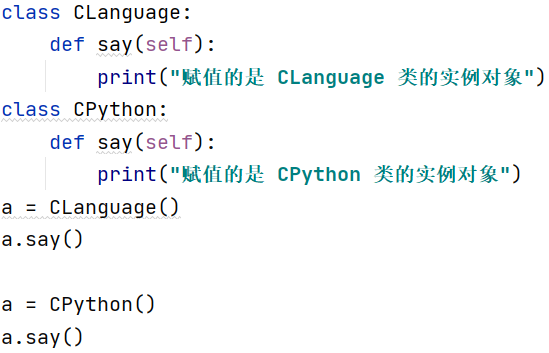 class CLanguage:
    def say(self):
        print("赋值的是 CLanguage 类的实例对象")
class CPython:
    def say(self):
        print("赋值的是 CPython 类的实例对象")
a = CLanguage()
a.say()

a = CPython()
a.say()